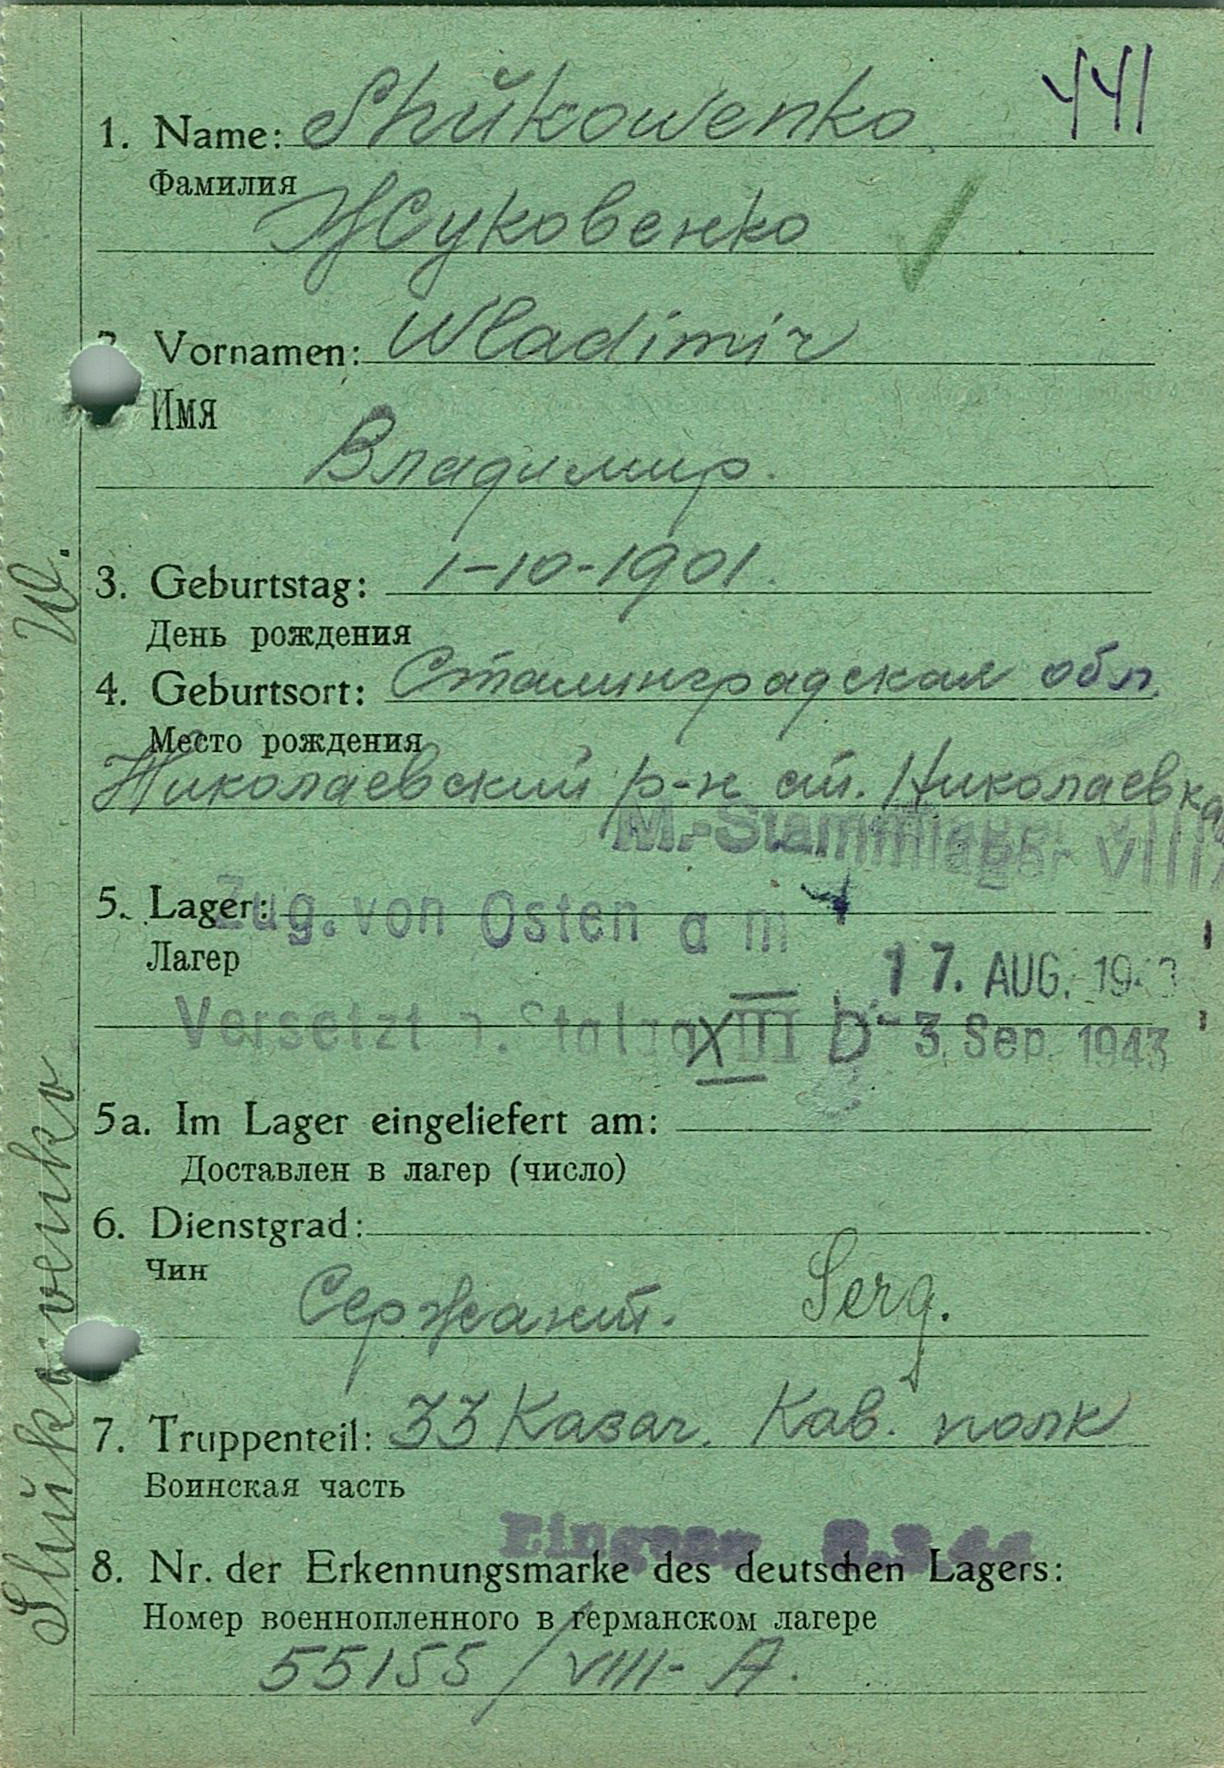 441
1. Name: Shŭkowenko
Фамилия
Жуковенко
Vornamen: Wladimir
Имя
Владимир.
3. Geburtstag: 1-10-1901.
День рождения
4. Geburtsort: Сталинградская обл.
Место рождения
Николаевский р-н ст. Николаевка
M.-Stammlager VIII
5. Lager: Zug. von Osten am
Лагер
17. AUG. 1943
Versetzt n. Stalag XIII D - 3. Sep. 1943
5a. Im Lager eingeliefert am:
Доставлен в лагер (число)
6. Dienstgrad:
Чин
Сержант. Serg.
7. Truppenteil: 33 Казач. Кав. полк
Воинская часть
8. Nr. der Erkennungsmarke des deutschen Lagers:
Номер военнопленного в германском лагере
55155 / VIII-A.
Shŭkowenko W.